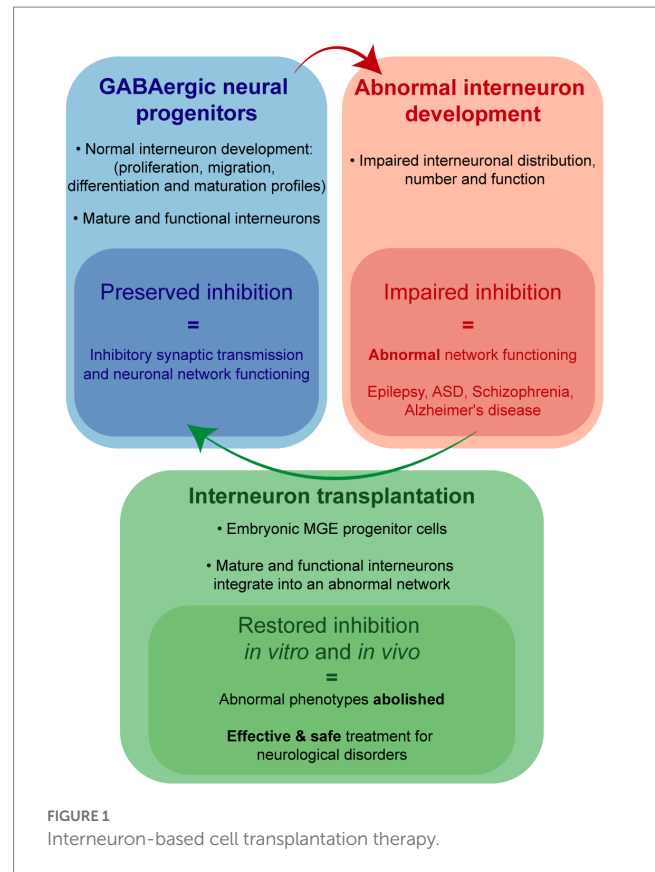 GABAergic neural
progenitors
• Normal interneuron development:
(proliferation, migration,
differentiation and maturation profiles)
• Mature and functional interneurons
Preserved inhibition
=
Inhibitory synaptic transmission
and neuronal network functioning
Abnormal interneuron
development
• Impaired interneuronal distribution,
number and function
Impaired inhibition
=
Abnormal network functioning
Epilepsy, ASD, Schizophrenia,
Alzheimer's disease
Interneuron transplantation
• Embryonic MGE progenitor cells
• Mature and functional interneurons
integrate into an abnormal network
Restored inhibition
in vitro and in vivo
=
Abnormal phenotypes abolished
Effective & safe treatment for
neurological disorders
FIGURE 1
Interneuron-based cell transplantation therapy.